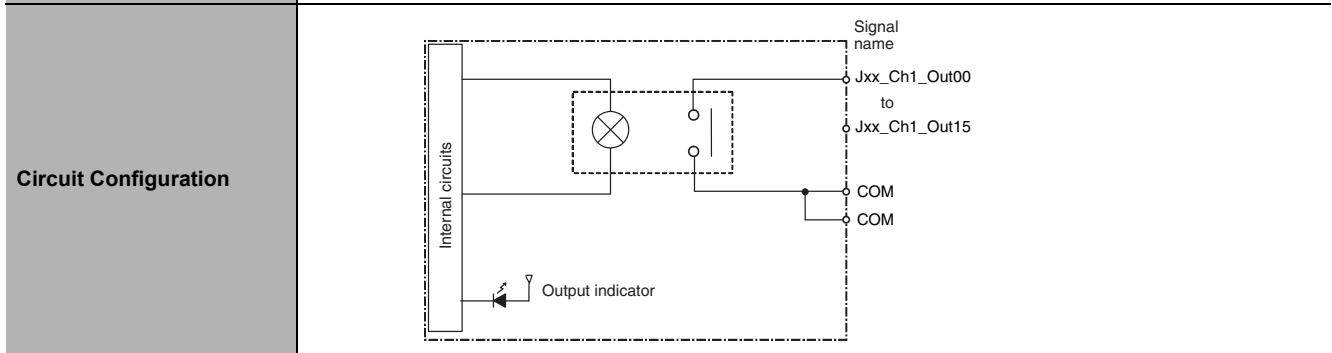 Circuit Configuration
Signal
name
Jxx_Ch1_Out00
to
Jxx_Ch1_Out15
Internal circuits
COM
COM
Output indicator